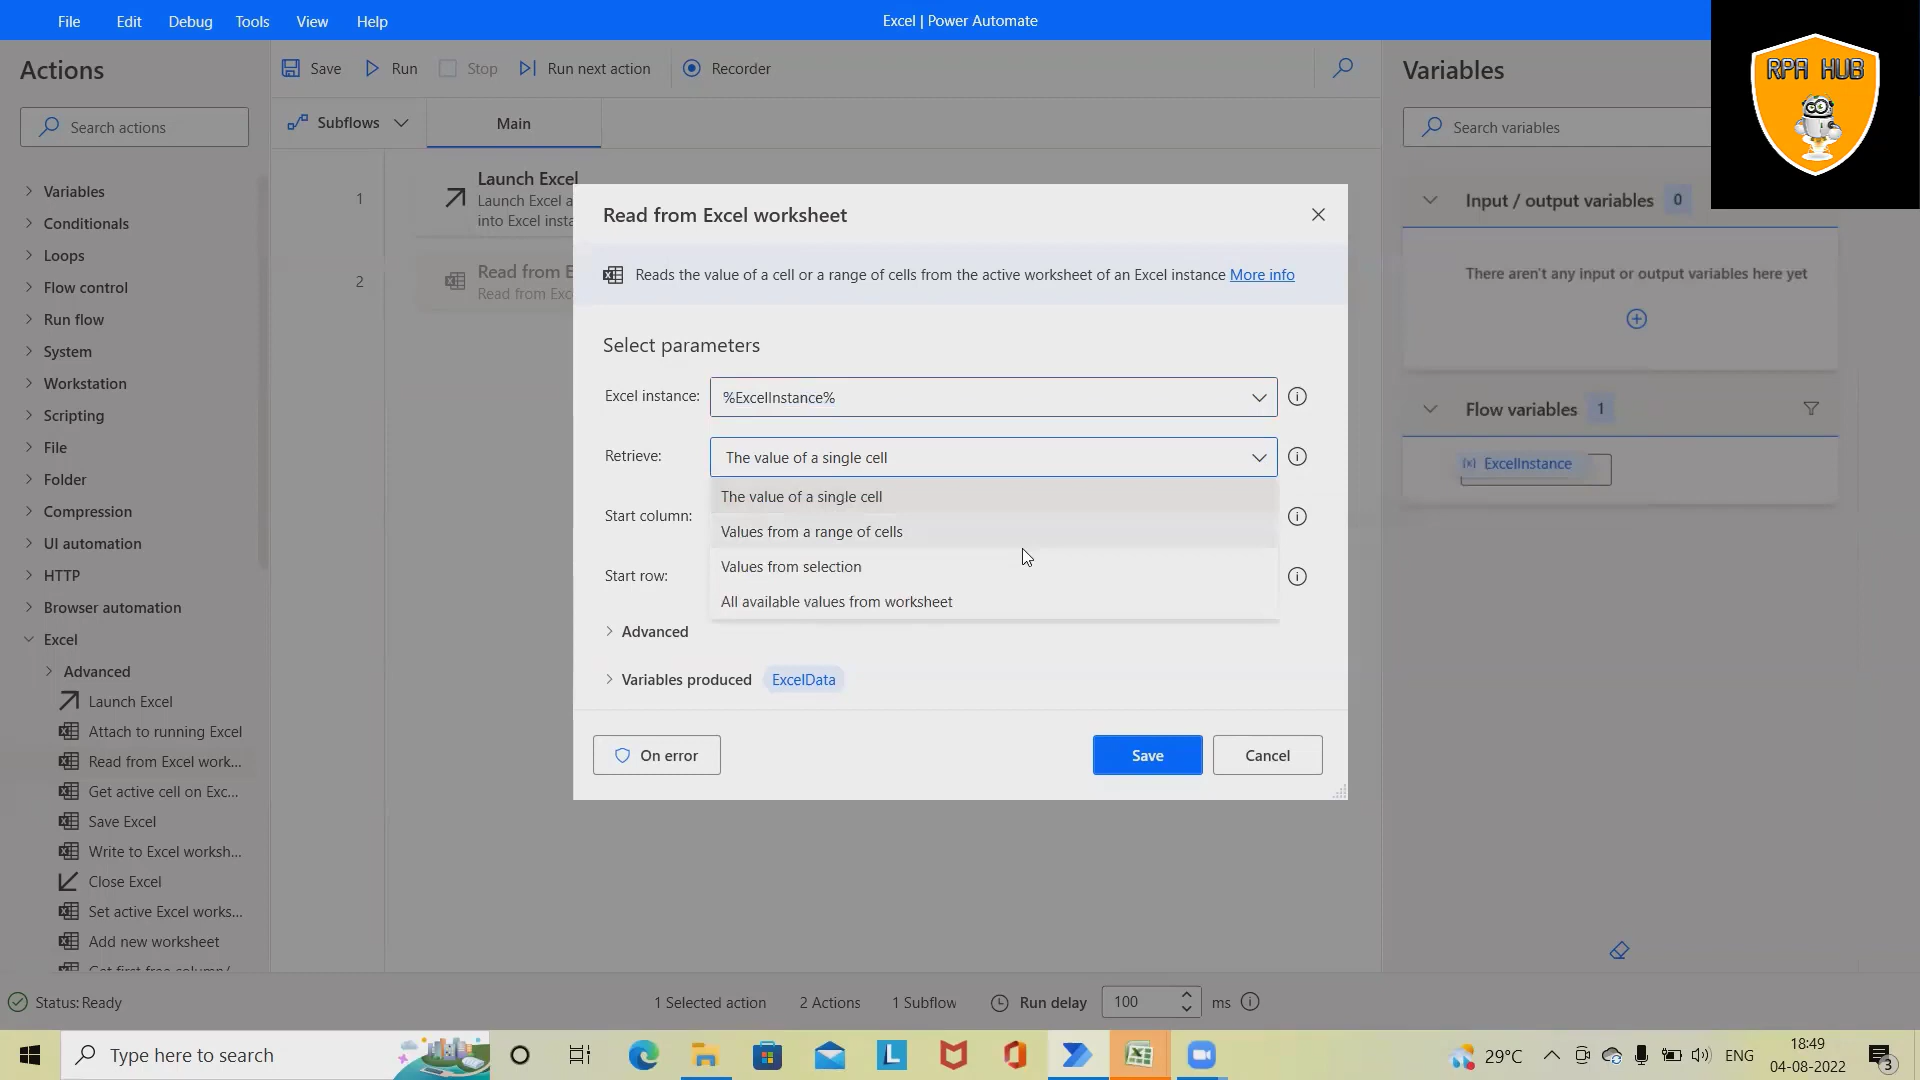 File Edit Debug Tools View Help
Excel | Power Automate
RPA HUB
Actions
Search actions
Variables
Conditionals
Loops
Flow control
Run flow
System
Workstation
Scripting
File
Folder
Compression
UI automation
HTTP
Browser automation
Excel
Advanced
Launch Excel
Attach to running Excel
Read from Excel work...
Get active cell on Exc...
Save Excel
Write to Excel worksh...
Close Excel
Set active Excel works...
Add new worksheet
Get first free column/
Save Run Stop Run next action Recorder
Subflows Main
1 Launch Excel
Launch Excel a
into Excel insta
2 Read from E
Read from Exc
Read from Excel worksheet
Reads the value of a cell or a range of cells from the active worksheet of an Excel instance More info
Select parameters
Excel instance: %ExcelInstance%
Retrieve: The value of a single cell
The value of a single cell
Start column:
Values from a range of cells
Values from selection
Start row:
All available values from worksheet
Advanced
Variables produced ExcelData
On error Save Cancel
Variables
Search variables
Input / output variables 0
There aren't any input or output variables here yet
Flow variables 1
(x) ExcelInstance
Status: Ready 1 Selected action 2 Actions 1 Subflow Run delay 100 ms
Type here to search
L
29°C ENG
18:49
04-08-2022
3